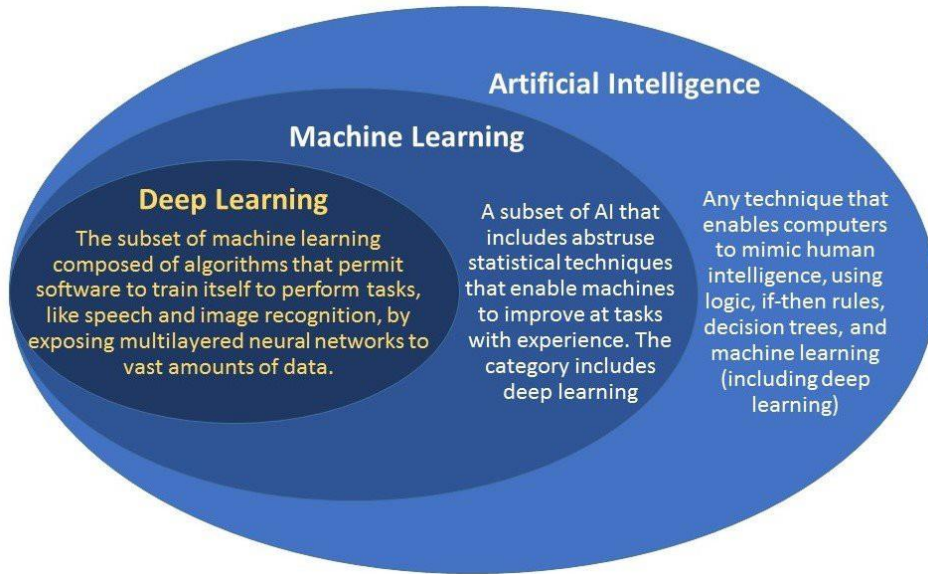 Artificial Intelligence
Machine Learning
Deep Learning
The subset of machine learning
composed of algorithms that permit
software to train itself to perform tasks,
like speech and image recognition, by
exposing multilayered neural networks to
vast amounts of data.
A subset of AI that
includes abstruse
statistical techniques
that enable machines
to improve at tasks
with experience. The
category includes
deep learning
Any technique that
enables computers
to mimic human
intelligence, using
logic, if-then rules,
decision trees, and
machine learning
(including deep
learning)